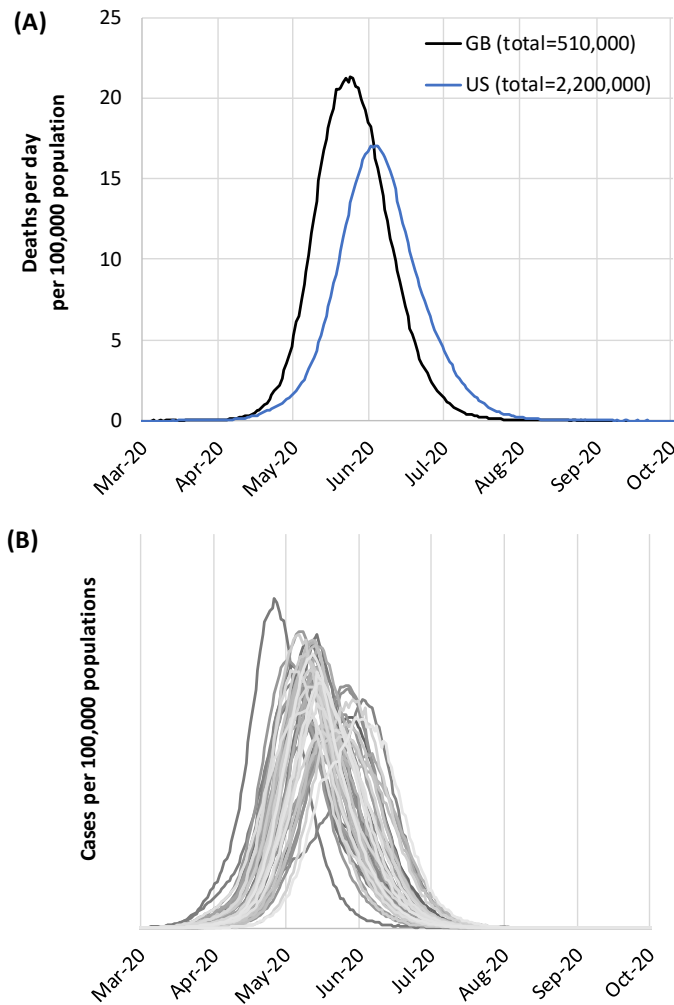 (A)
25
20
15
10
5
0
Deaths per day
per 100,000 population
GB (total=510,000)
US (total=2,200,000)
Mar-20
Apr-20
May-20
Jun-20
Jul-20
Aug-20
Sep-20
Oct-20
(B)
Cases per 100,000 populations
Mar-20
Apr-20
May-20
Jun-20
Jul-20
Aug-20
Sep-20
Oct-20